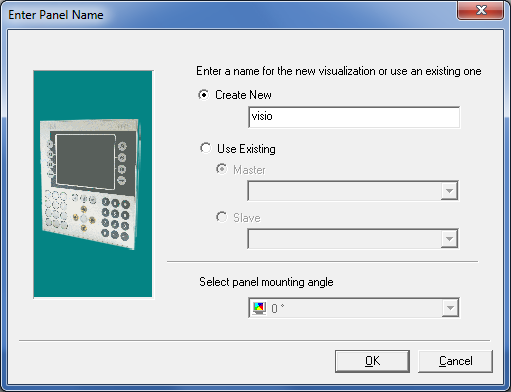 Enter Panel Name
Enter a name for the new visualization or use an existing one
Create New
visio
Use Existing
Master
Slave
Select panel mounting angle
0 °
OK
Cancel